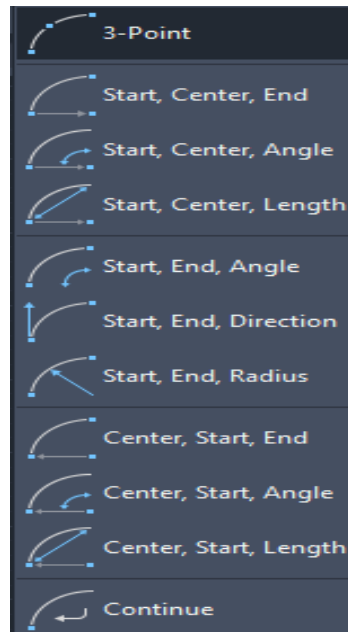 3-Point
Start, Center, End
Start, Center, Angle
Start, Center, Length
Start, End, Angle
Start, End, Direction
Start, End, Radius
Center, Start, End
Center, Start, Angle
Center, Start, Length
Continue